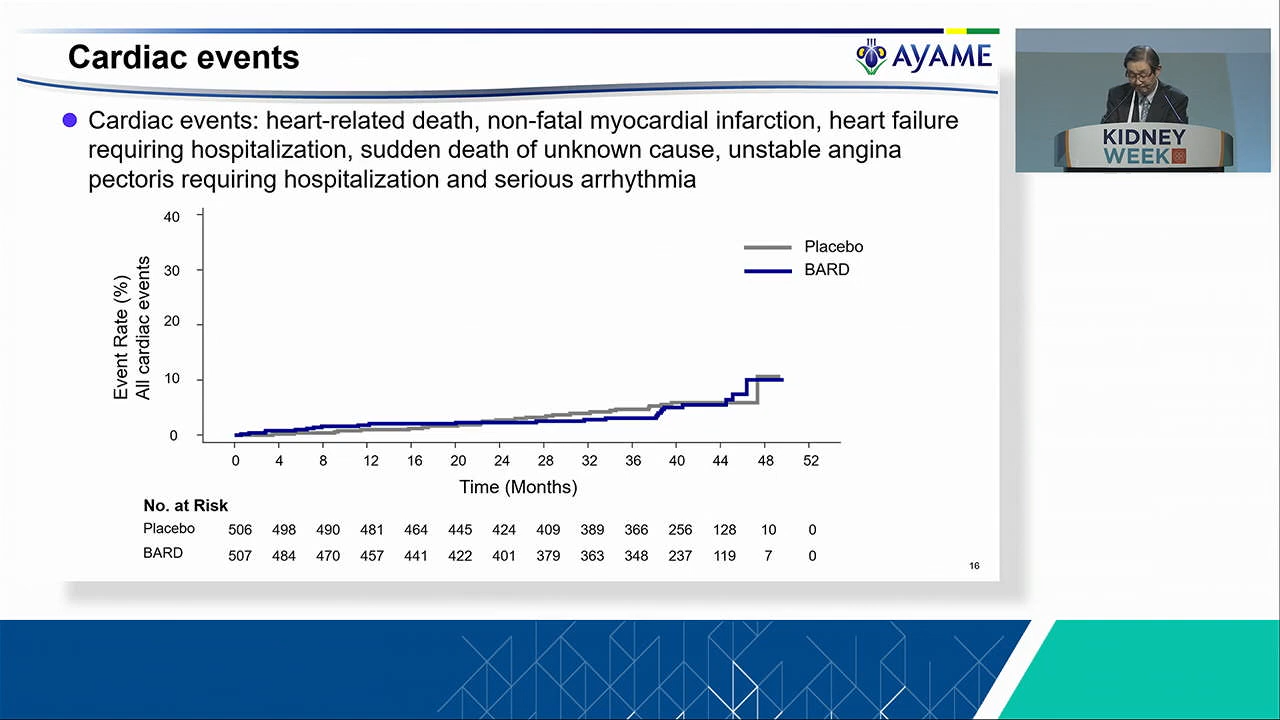 Cardiac events
AYAME
Cardiac events: heart-related death, non-fatal myocardial infarction, heart failure
requiring hospitalization, sudden death of unknown cause, unstable angina
pectoris requiring hospitalization and serious arrhythmia
KIDNEY
WEEK
Event Rate (%)
All cardiac events
40
30
20
10
0
Placebo
BARD
0 4 8 12 16 20 24 28 32 36 40 44 48 52
Time (Months)
No. at Risk
Placebo 506 498 490 481 464 445 424 409 389 366 256 128 10 0
BARD 507 484 470 457 441 422 401 379 363 348 237 119 7 0
16